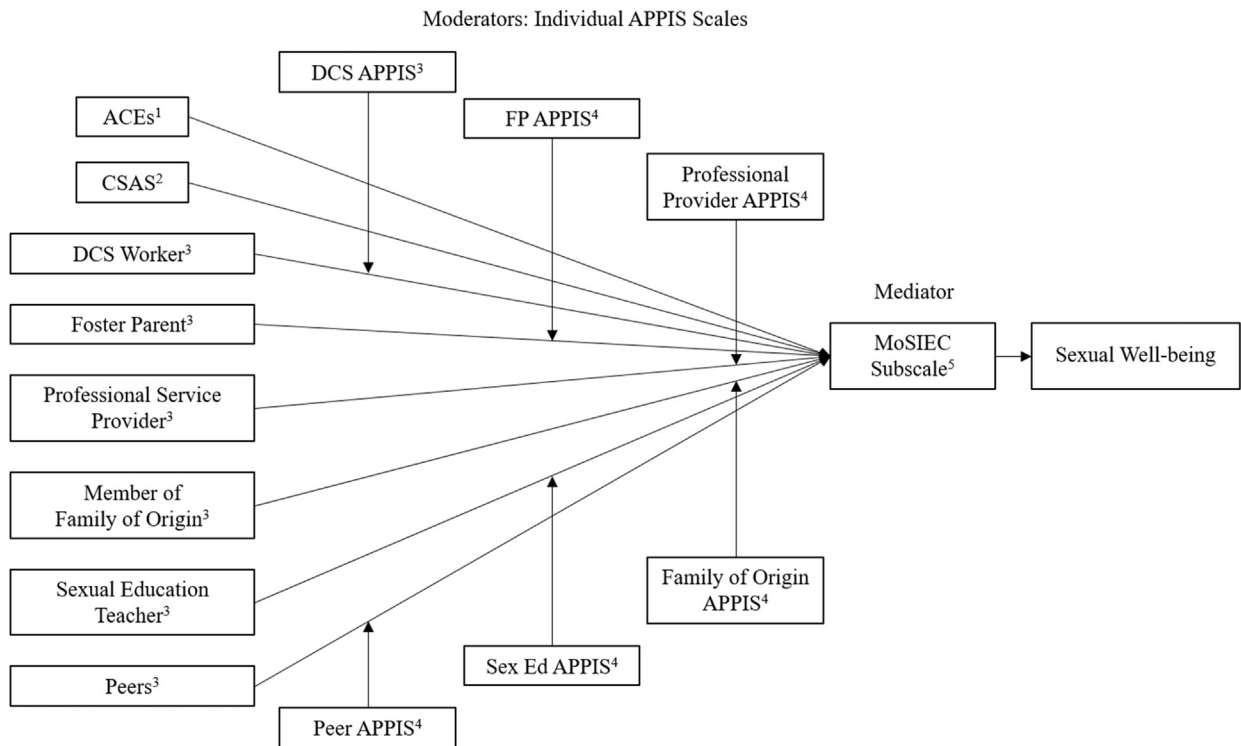 Moderators: Individual APPIS Scales
DCS APPIS³
ACEs¹
FP APPIS⁴
CSAS²
Professional
Provider APPIS⁴
DCS Worker³
Mediator
Foster Parent³
MoSIEC
Subscale⁵
Sexual Well-being
Professional Service
Provider³
Member of
Family of Origin³
Sexual Education
Teacher³
Family of Origin
APPIS⁴
Sex Ed APPIS⁴
Peers³
Peer APPIS⁴